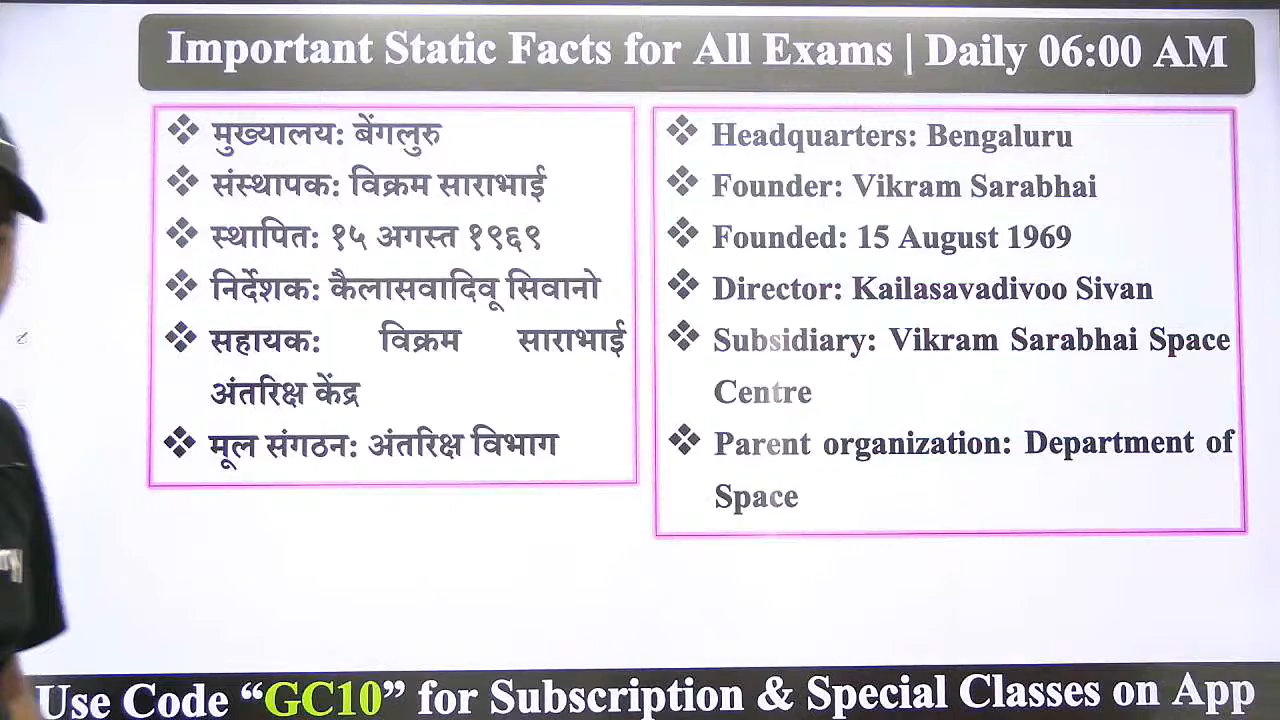 Important Static Facts for All Exams | Daily 06:00 AM
❖ मुख्यालय: बेंगलुरु
❖ संस्थापक: विक्रम साराभाई
❖ स्थापित: १५ अगस्त १९६९
❖ निर्देशक: कैलासवादिवू सिवानो
❖ सहायक: विक्रम साराभाई
अंतरिक्ष केंद्र
❖ मूल संगठन: अंतरिक्ष विभाग
❖ Headquarters: Bengaluru
❖ Founder: Vikram Sarabhai
❖ Founded: 15 August 1969
❖ Director: Kailasavadivoo Sivan
❖ Subsidiary: Vikram Sarabhai Space
Centre
❖ Parent organization: Department of
Space
Use Code “GC10” for Subscription & Special Classes on App